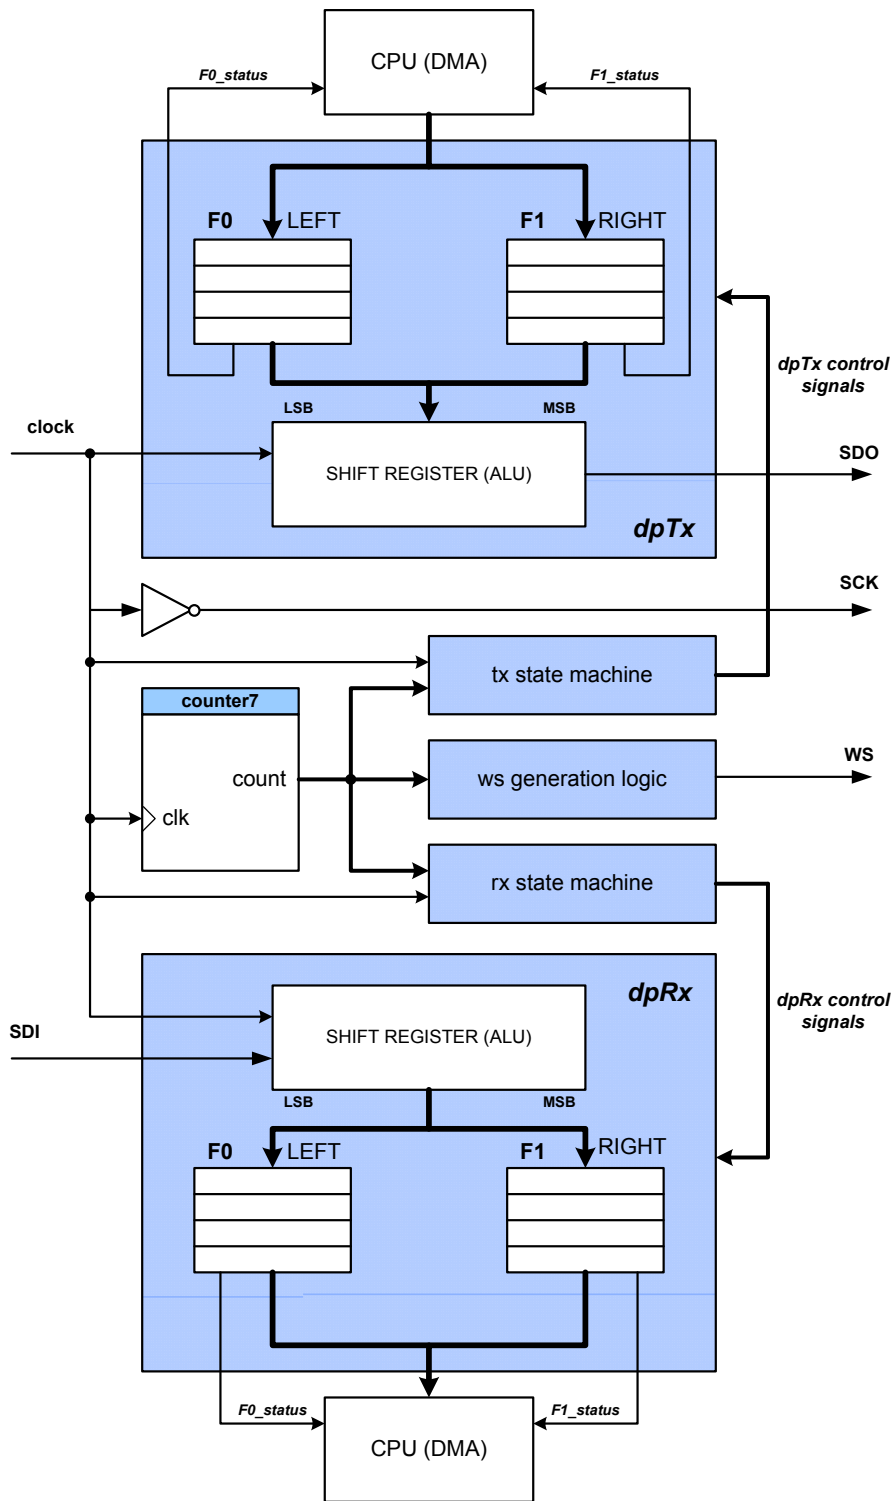 CPU (DMA)
F0_status
F1_status
F0
LEFT
F1
RIGHT
dpTx control
signals
LSB
MSB
clock
SHIFT REGISTER (ALU)
SDO
dpTx
SCK
tx state machine
counter7
count
ws generation logic
WS
clk
rx state machine
dpRx
dpRx control
signals
SDI
SHIFT REGISTER (ALU)
LSB
MSB
F0
LEFT
F1
RIGHT
F0_status
F1_status
CPU (DMA)